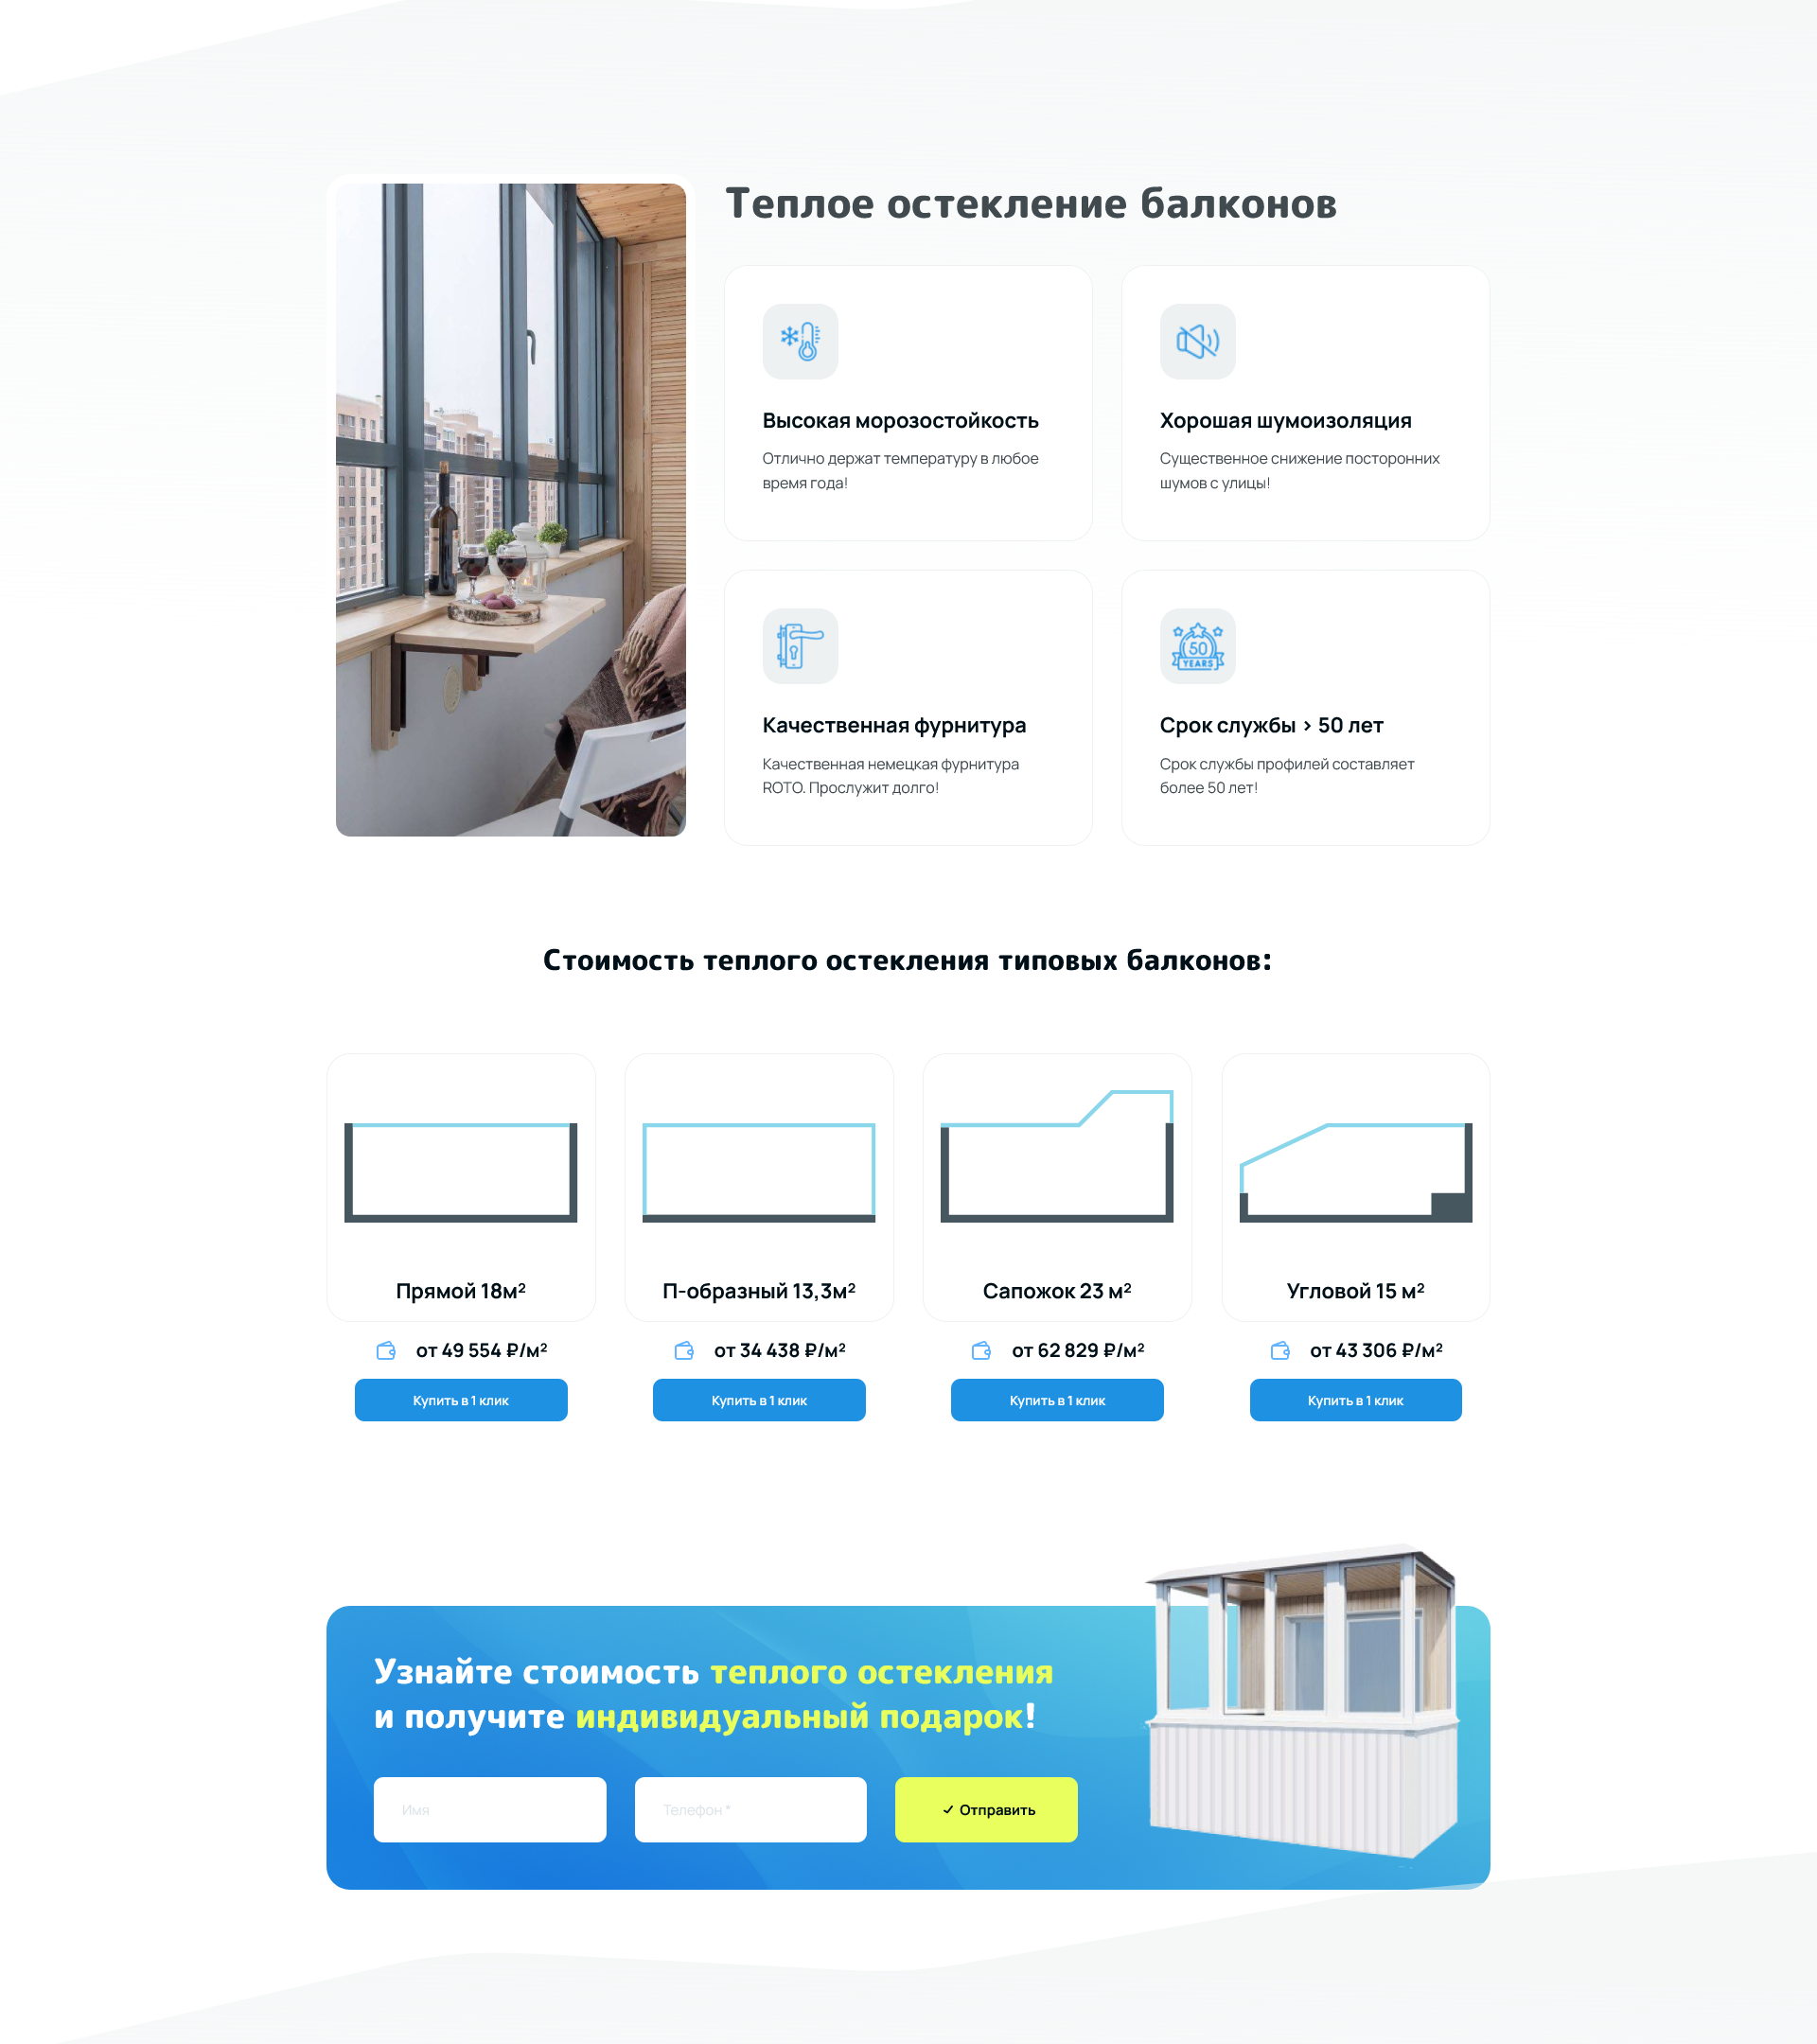 Теплое остекление балконов
Высокая морозостойкость
Отлично держат температуру в любое
время года!
Хорошая шумоизоляция
Существенное снижение посторонних
шумов с улицы!
Качественная фурнитура
Качественная немецкая фурнитура
ROTO. Прослужит долго!
50
YEARS
Срок службы > 50 лет
Срок службы профилей составляет
более 50 лет!
Стоимость теплого остекления типовых балконов:
Прямой 18м²
от 49 554 ₽/м²
Купить в 1 клик
П-образный 13,3м²
от 34 438 ₽/м²
Купить в 1 клик
Сапожок 23 м²
от 62 829 ₽/м²
Купить в 1 клик
Угловой 15 м²
от 43 306 ₽/м²
Купить в 1 клик
Узнайте стоимость теплого остекления
и получите индивидуальный подарок!
Имя
Телефон *
Отправить